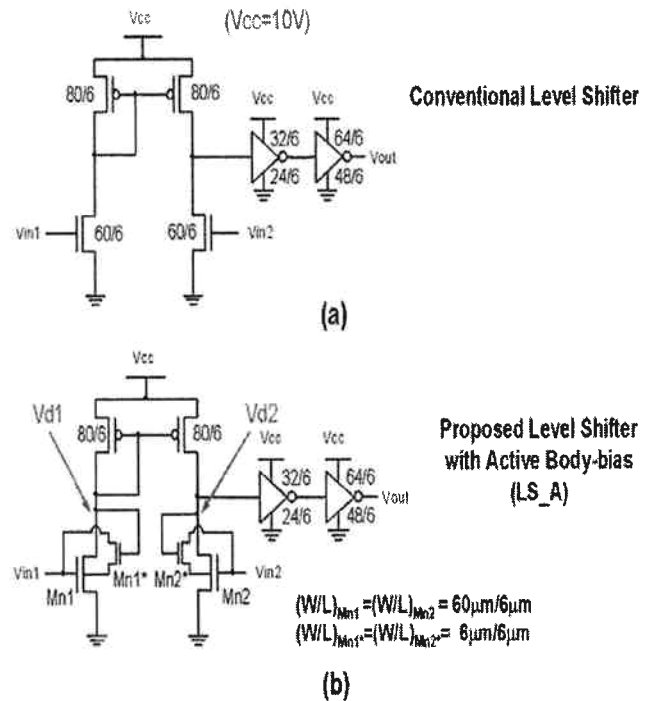 (Vcc=10V)
Vcc
80/6 80/6
Conventional Level Shifter
Vcc Vcc
32/6 64/6
Vout
24/6 48/6
Vin1 60/6 60/6 Vin2
(a)
Vcc
Vd1 Vd2
80/6 80/6
Proposed Level Shifter
with Active Body-bias
(LS_A)
Vcc Vcc
32/6 64/6
Vout
24/6 48/6
Vin1 Mn1* Mn2* Vin2
Mn1 Mn2
(W/L)Mn1 =(W/L)Mn2 = 60μm/6μm
(W/L)Mn1*=(W/L)Mn2*= 6μm/6μm
(b)